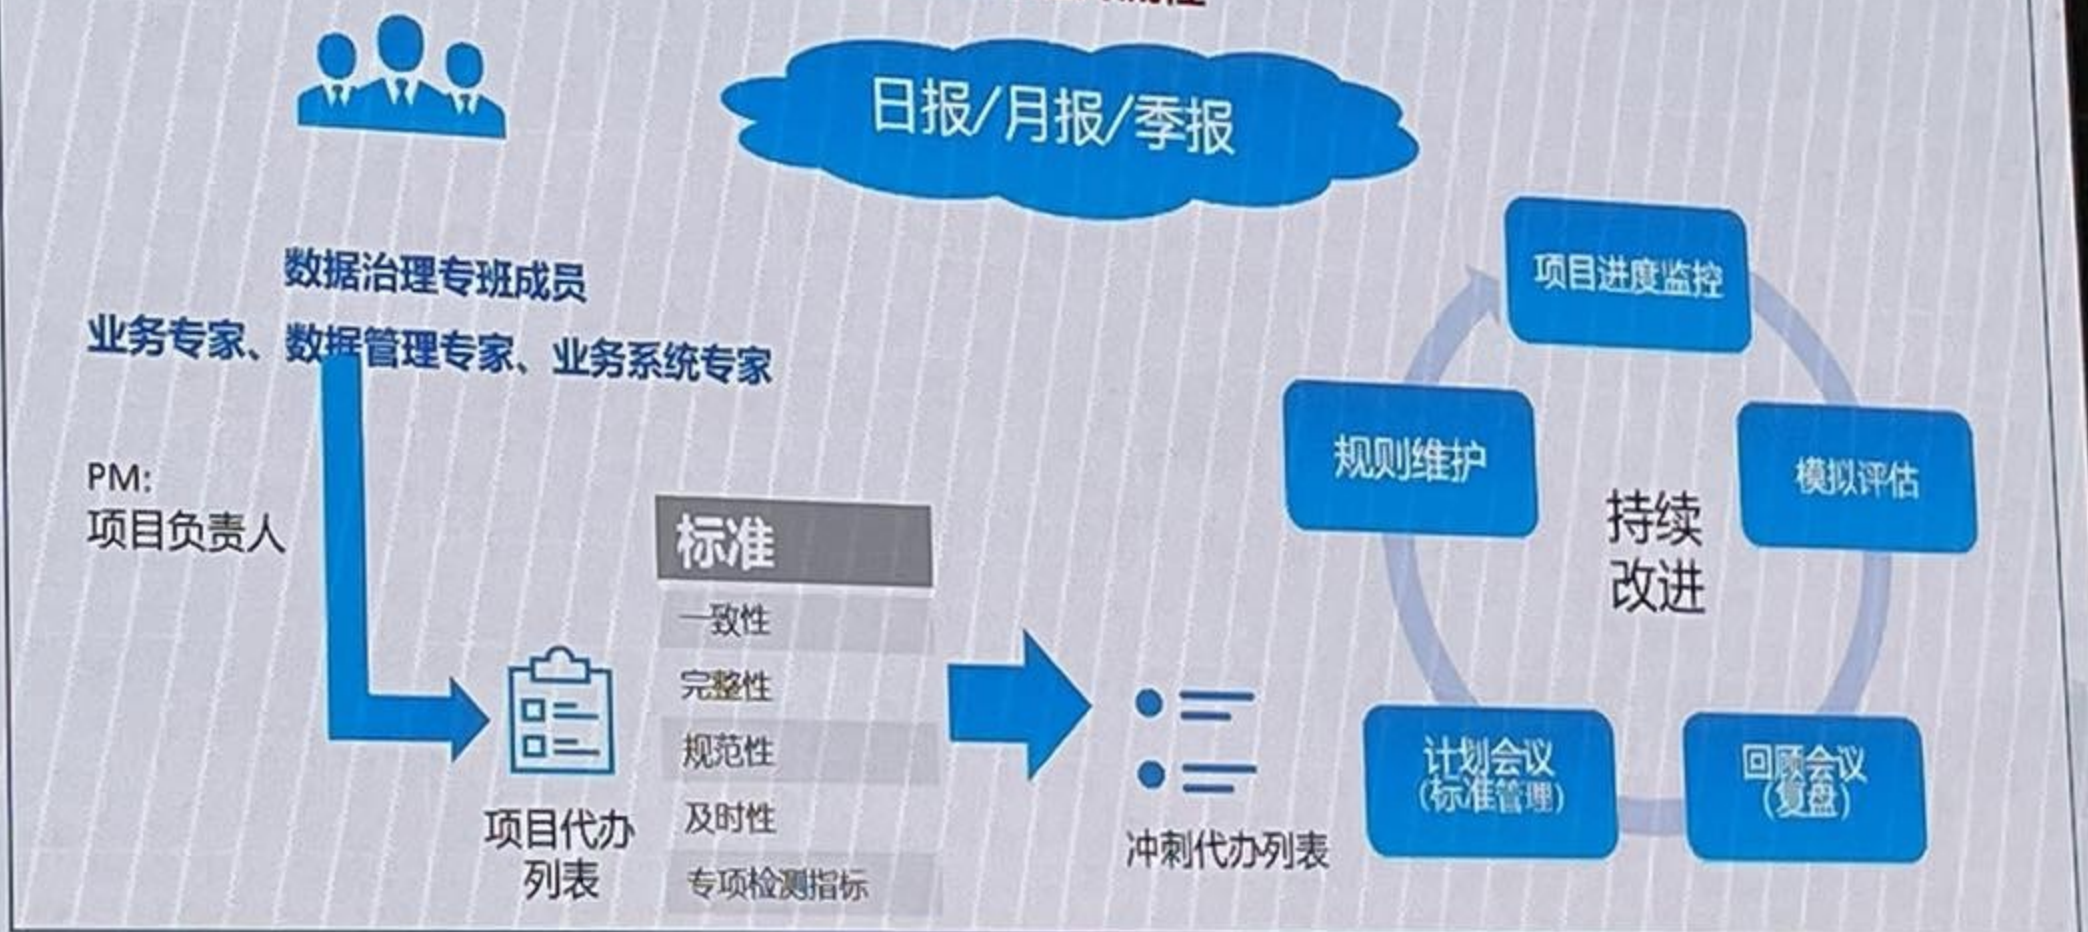 日报/月报/季报
数据治理专班成员
业务专家、数据管理专家、业务系统专家
PM:
项目负责人
项目代办
列表
标准
一致性
完整性
规范性
及时性
专项检测指标
冲刺代办列表
项目进度监控
模拟评估
回顾会议
(复盘)
计划会议
(标准管理)
规则维护
持续
改进